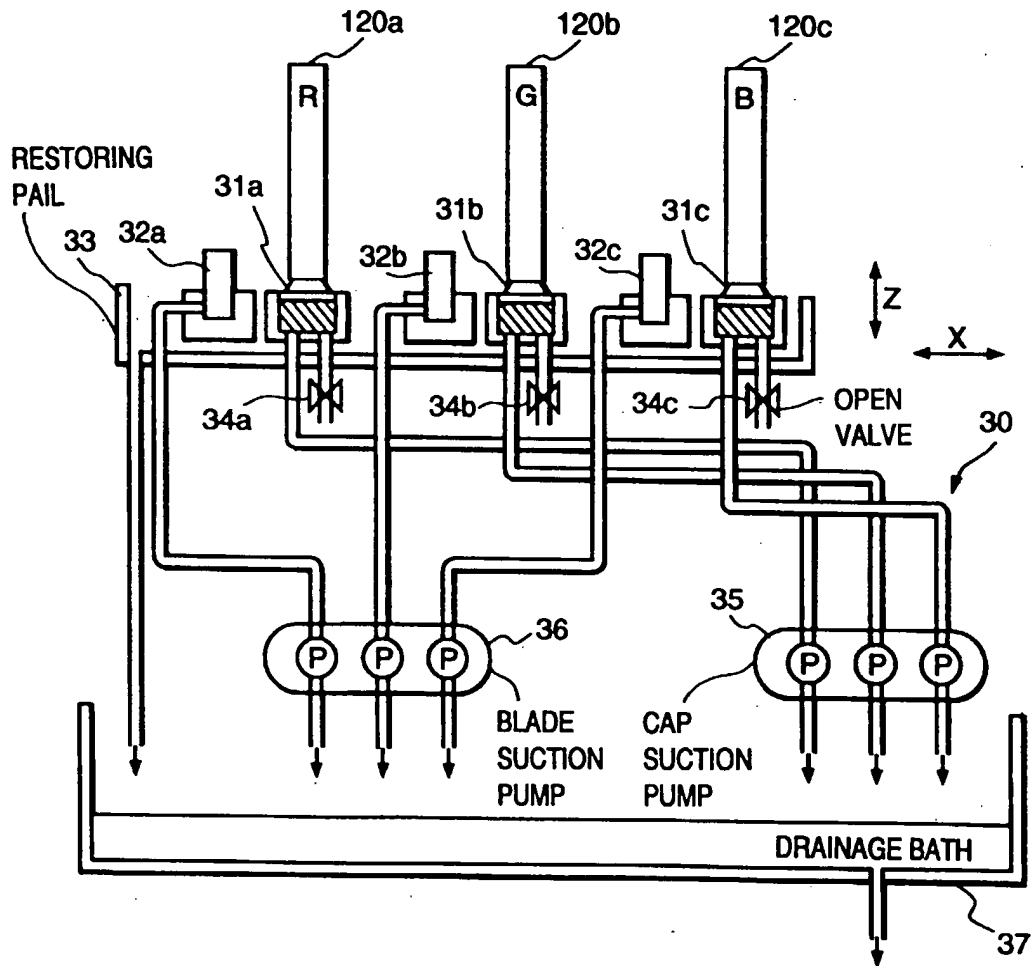 120a
120b
120c
R
G
B
RESTORING
PAIL
31a
31b
31c
33
32a
32b
32c
Z
X
34a
34b
34c
OPEN
VALVE
30
36
35
P P P
P P P
BLADE
SUCTION
PUMP
CAP
SUCTION
PUMP
DRAINAGE BATH
37